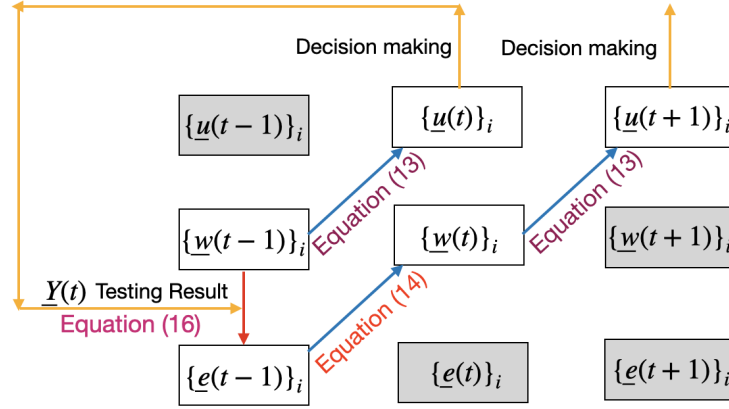 Decision making
Decision making
{u(t − 1)}ᵢ
{u(t)}ᵢ
{u(t + 1)}ᵢ
Equation (13)
Equation (13)
{w(t − 1)}ᵢ
{w(t)}ᵢ
{w(t + 1)}ᵢ
Y(t) Testing Result
Equation (16)
Equation (14)
{e(t − 1)}ᵢ
{e(t)}ᵢ
{e(t + 1)}ᵢ